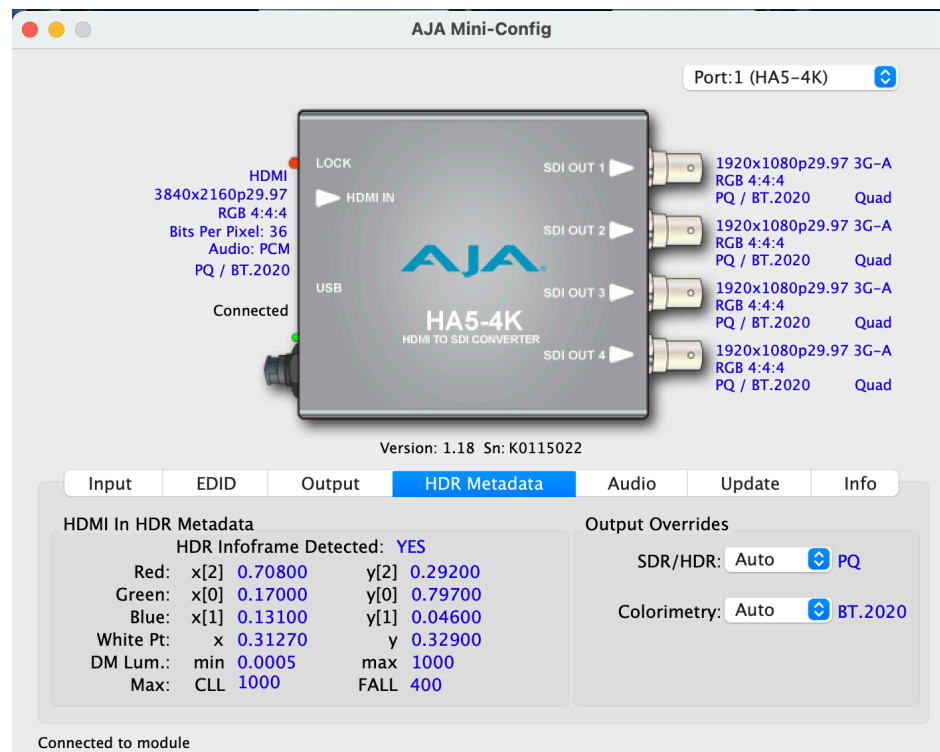 AJA Mini-Config
Port:1 (HA5-4K)
HDMI
3840x2160p29.97
RGB 4:4:4
Bits Per Pixel: 36
Audio: PCM
PQ / BT.2020
Connected
LOCK
HDMI IN
USB
AJA
HA5-4K
HDMI TO SDI CONVERTER
SDI OUT 1
SDI OUT 2
SDI OUT 3
SDI OUT 4
1920x1080p29.97 3G-A
RGB 4:4:4
PQ / BT.2020 Quad
1920x1080p29.97 3G-A
RGB 4:4:4
PQ / BT.2020 Quad
1920x1080p29.97 3G-A
RGB 4:4:4
PQ / BT.2020 Quad
1920x1080p29.97 3G-A
RGB 4:4:4
PQ / BT.2020 Quad
Version: 1.18 Sn: K0115022
Input EDID Output HDR Metadata Audio Update Info
HDMI In HDR Metadata
HDR Infoframe Detected: YES
Red: x[2] 0.70800 y[2] 0.29200
Green: x[0] 0.17000 y[0] 0.79700
Blue: x[1] 0.13100 y[1] 0.04600
White Pt: x 0.31270 y 0.32900
DM Lum.: min 0.0005 max 1000
Max: CLL 1000 FALL 400
Output Overrides
SDR/HDR: Auto PQ
Colorimetry: Auto BT.2020
Connected to module